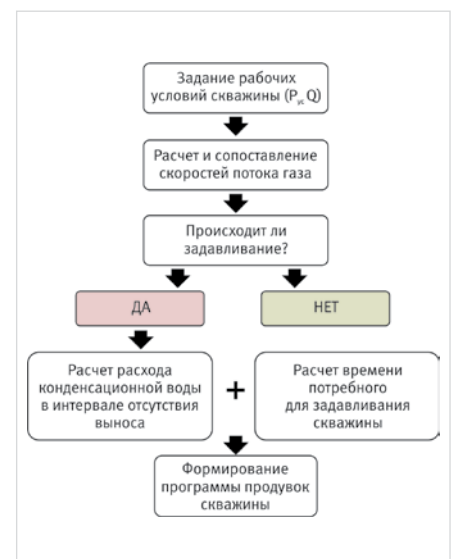 Задание рабочих
условий скважины (Pус Q)
Расчет и сопоставление
скоростей потока газа
Происходит ли
задавливание?
ДА
НЕТ
Расчет расхода
конденсационной воды
в интервале отсутствия
выноса
+
Расчет времени
потребного
для задавливания
скважины
Формирование
программы продувок
скважины